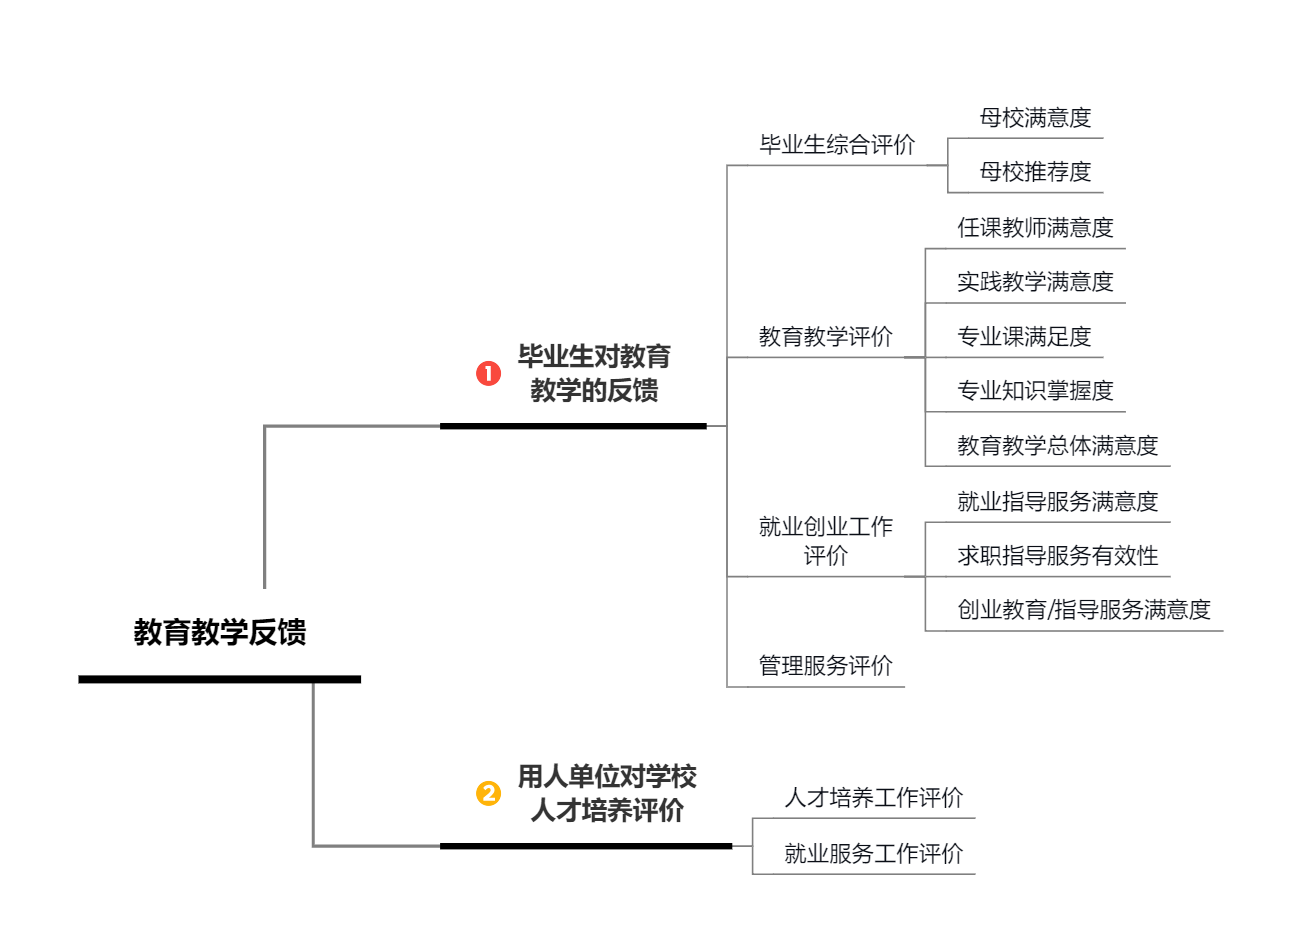 教育教学反馈
1
毕业生对教育
教学的反馈
毕业生综合评价
母校满意度
母校推荐度
教育教学评价
任课教师满意度
实践教学满意度
专业课满足度
专业知识掌握度
教育教学总体满意度
就业创业工作
评价
就业指导服务满意度
求职指导服务有效性
创业教育/指导服务满意度
管理服务评价
2
用人单位对学校
人才培养评价
人才培养工作评价
就业服务工作评价